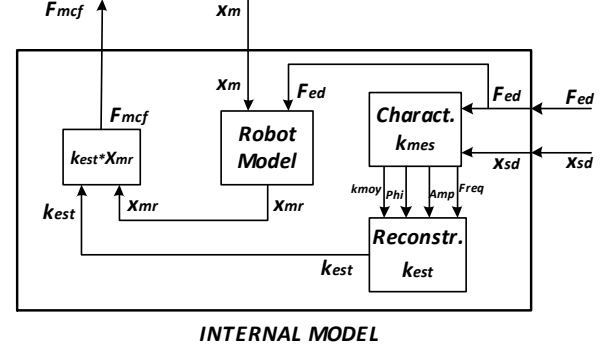 Fmcf
xm
xm
Fed
Fed
Fed
Fmcf
Robot
Model
Charact.
kmes
kest*Xmr
xsd
xsd
kmoy
Phi
Amp
Freq
kest
xmr
xmr
Reconstr.
kest
kest
INTERNAL MODEL